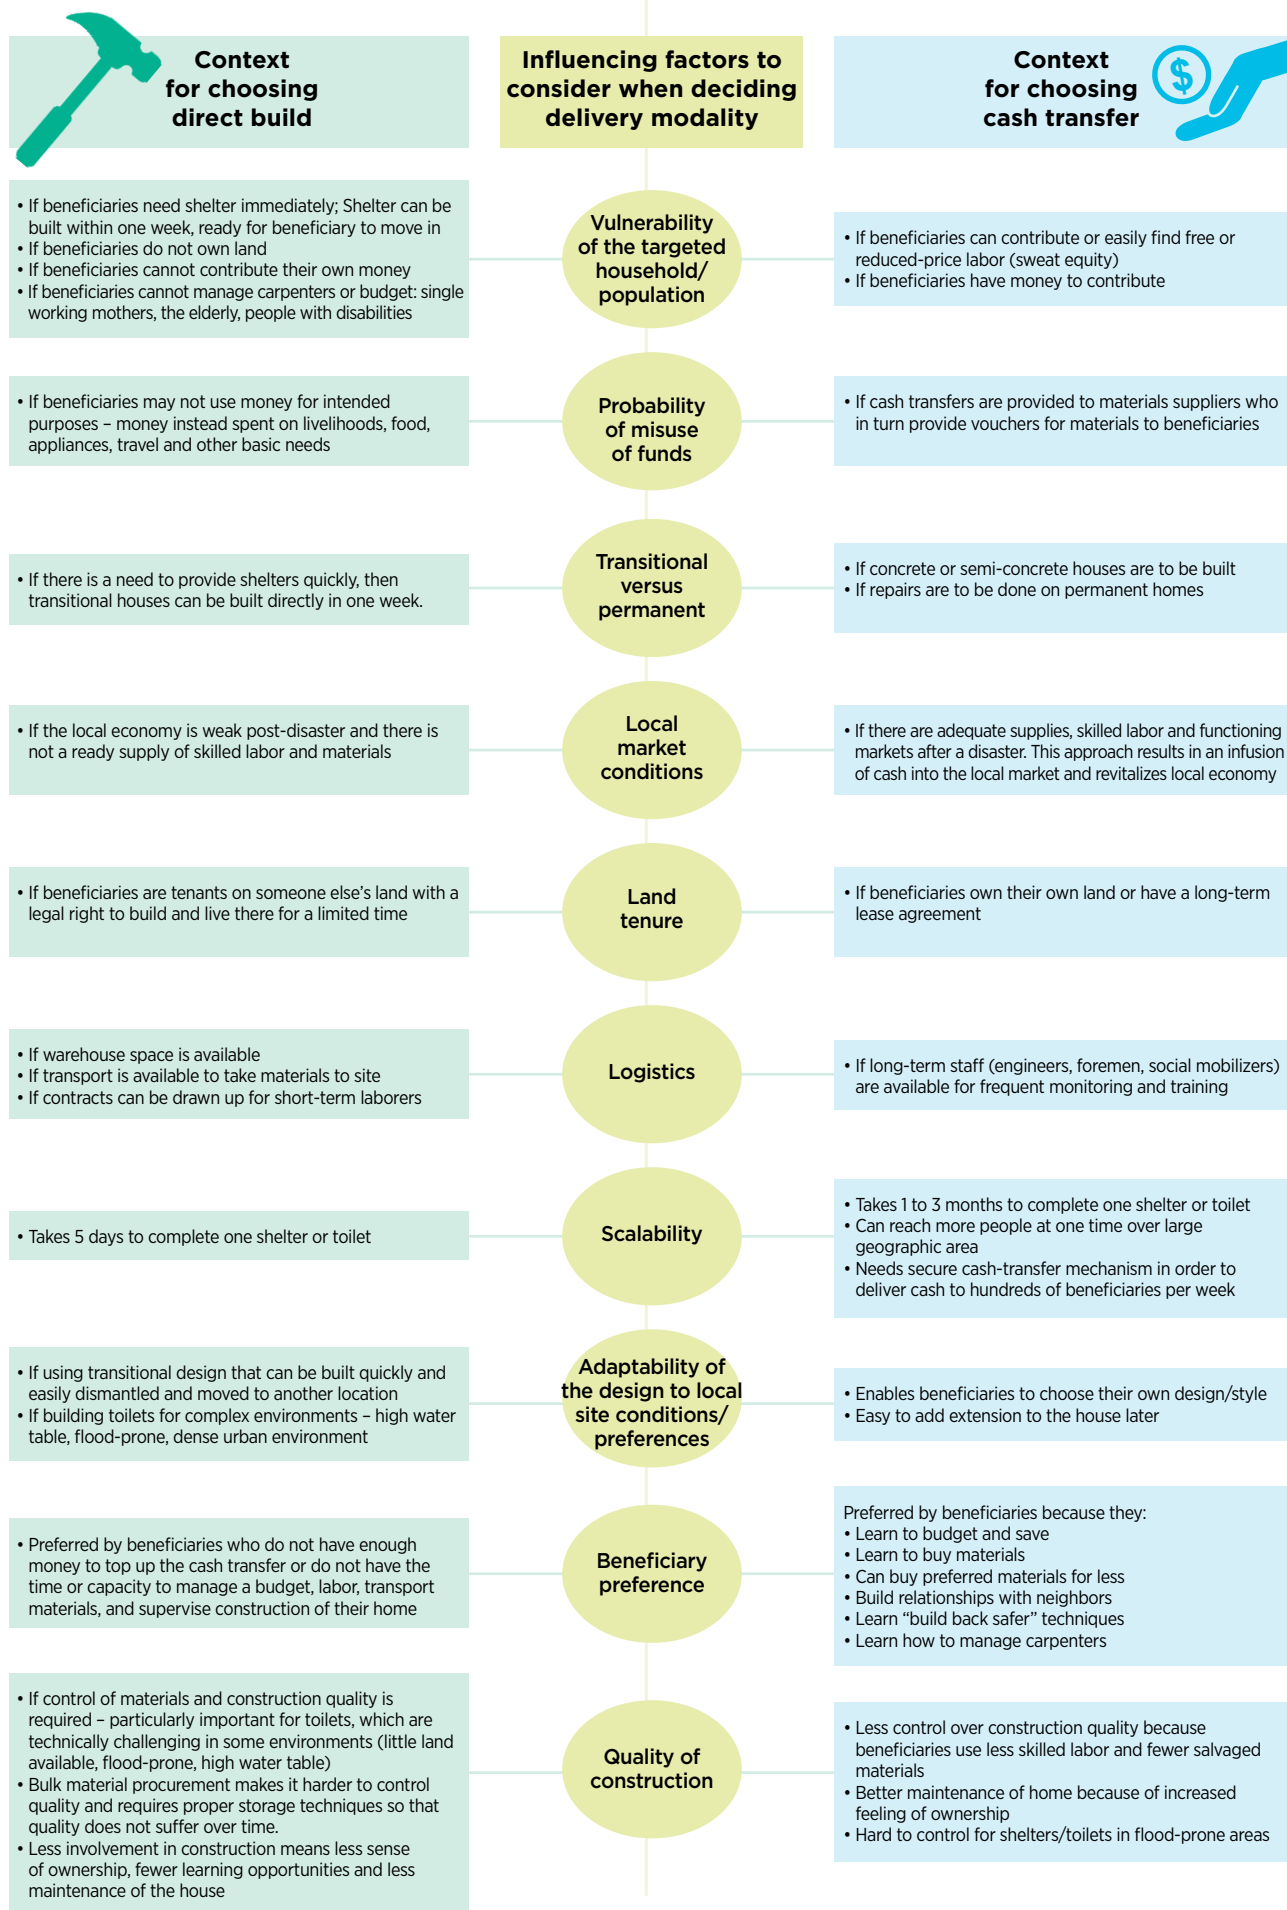 Context
for choosing
direct build
Influencing factors to
consider when deciding
delivery modality
Context
for choosing
cash transfer
$
• If beneficiaries need shelter immediately; Shelter can be
built within one week, ready for beneficiary to move in
• If beneficiaries do not own land
• If beneficiaries cannot contribute their own money
• If beneficiaries cannot manage carpenters or budget: single
working mothers, the elderly, people with disabilities
Vulnerability
of the targeted
household/
population
• If beneficiaries can contribute or easily find free or
reduced-price labor (sweat equity)
• If beneficiaries have money to contribute
• If beneficiaries may not use money for intended
purposes – money instead spent on livelihoods, food,
appliances, travel and other basic needs
Probability
of misuse
of funds
• If cash transfers are provided to materials suppliers who
in turn provide vouchers for materials to beneficiaries
• If there is a need to provide shelters quickly, then
transitional houses can be built directly in one week.
Transitional
versus
permanent
• If concrete or semi-concrete houses are to be built
• If repairs are to be done on permanent homes
• If the local economy is weak post-disaster and there is
not a ready supply of skilled labor and materials
Local
market
conditions
• If there are adequate supplies, skilled labor and functioning
markets after a disaster. This approach results in an infusion
of cash into the local market and revitalizes local economy
• If beneficiaries are tenants on someone else’s land with a
legal right to build and live there for a limited time
Land
tenure
• If beneficiaries own their own land or have a long-term
lease agreement
• If warehouse space is available
• If transport is available to take materials to site
• If contracts can be drawn up for short-term laborers
Logistics
• If long-term staff (engineers, foremen, social mobilizers)
are available for frequent monitoring and training
• Takes 5 days to complete one shelter or toilet
Scalability
• Takes 1 to 3 months to complete one shelter or toilet
• Can reach more people at one time over large
geographic area
• Needs secure cash-transfer mechanism in order to
deliver cash to hundreds of beneficiaries per week
• If using transitional design that can be built quickly and
easily dismantled and moved to another location
• If building toilets for complex environments – high water
table, flood-prone, dense urban environment
Adaptability of
the design to local
site conditions/
preferences
• Enables beneficiaries to choose their own design/style
• Easy to add extension to the house later
• Preferred by beneficiaries who do not have enough
money to top up the cash transfer or do not have the
time or capacity to manage a budget, labor, transport
materials, and supervise construction of their home
Beneficiary
preference
Preferred by beneficiaries because they:
• Learn to budget and save
• Learn to buy materials
• Can buy preferred materials for less
• Build relationships with neighbors
• Learn “build back safer” techniques
• Learn how to manage carpenters
• If control of materials and construction quality is
required – particularly important for toilets, which are
technically challenging in some environments (little land
available, flood-prone, high water table)
• Bulk material procurement makes it harder to control
quality and requires proper storage techniques so that
quality does not suffer over time.
• Less involvement in construction means less sense
of ownership, fewer learning opportunities and less
maintenance of the house
Quality of
construction
• Less control over construction quality because
beneficiaries use less skilled labor and fewer salvaged
materials
• Better maintenance of home because of increased
feeling of ownership
• Hard to control for shelters/toilets in flood-prone areas